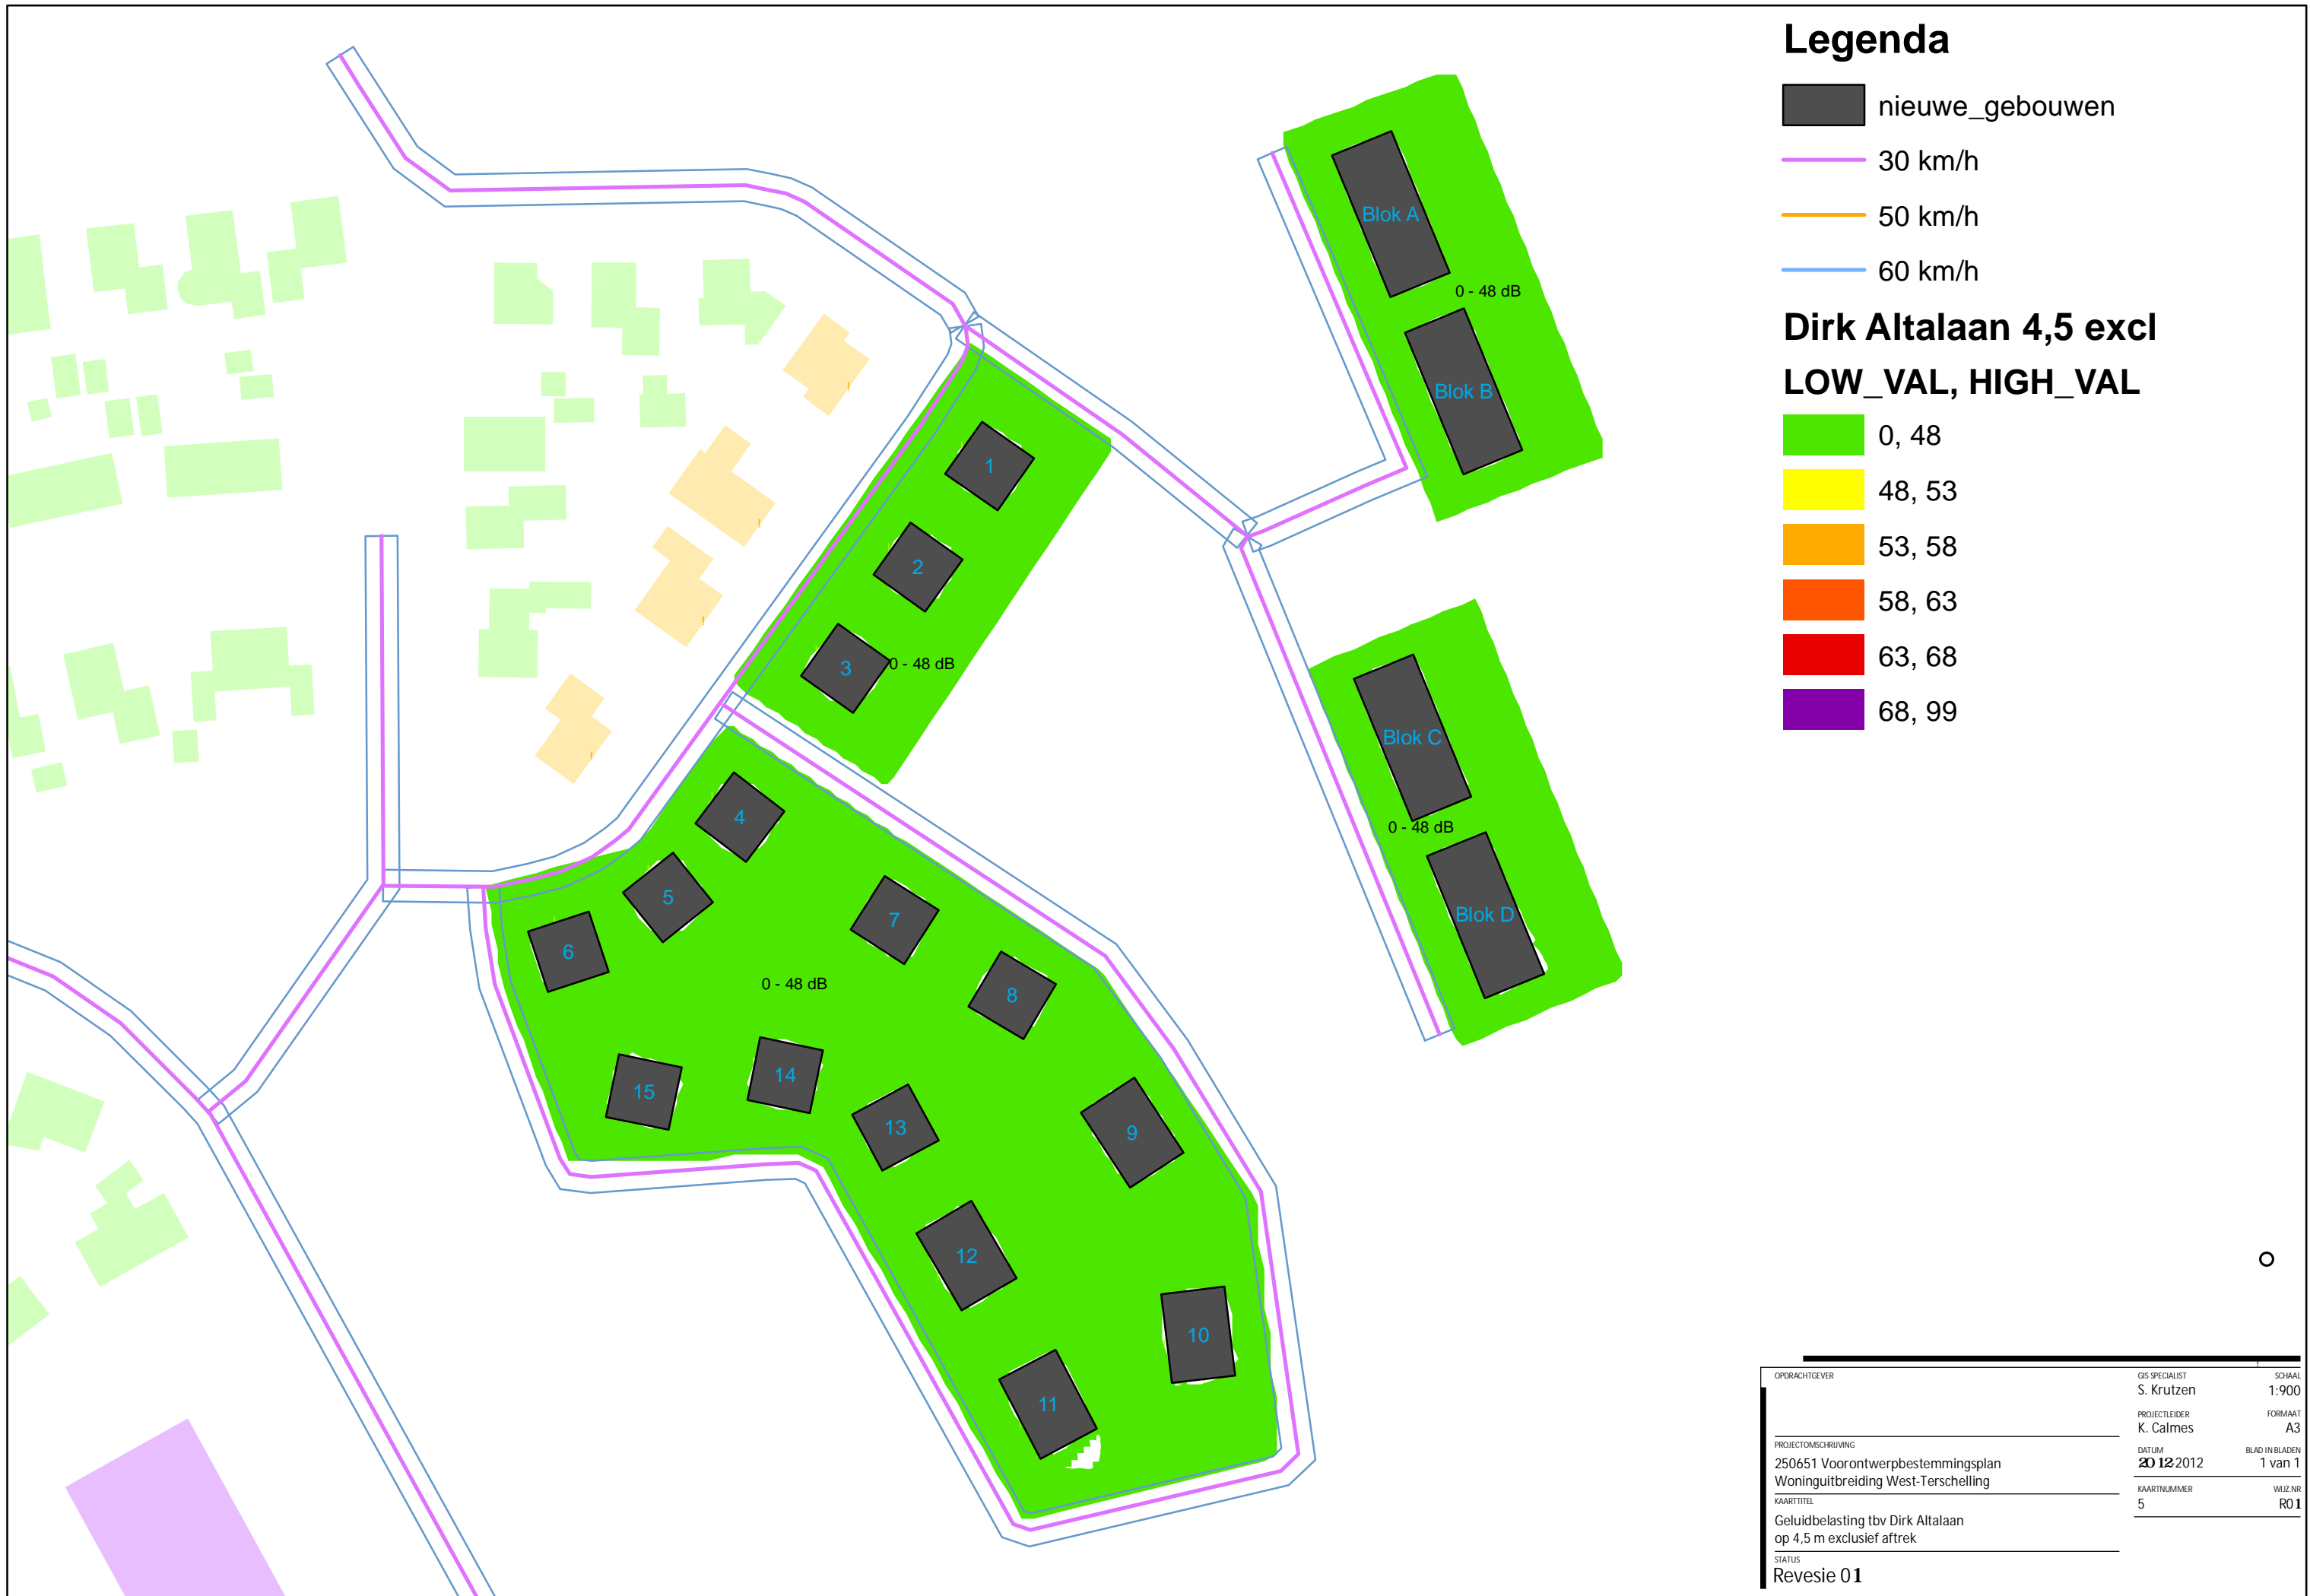 Legenda
nieuwe_gebouwen
30 km/h
50 km/h
60 km/h
Dirk Altalaan 4,5 excl
LOW_VAL, HIGH_VAL
0, 48
48, 53
53, 58
58, 63
63, 68
68, 99
Blok A
0 - 48 dB
Blok B
1
2
3
0 - 48 dB
Blok C
0 - 48 dB
Blok D
4
5
6
7
8
0 - 48 dB
14
15
13
9
12
10
11
OPDRACHTGEVER
GIS SPECIALIST
SCHAAL
S. Krutzen
1:900
PROJECTLEIDER
FORMAAT
K. Calmes
A3
PROJECTOMSCHRIJVING
DATUM
BLAD IN BLADEN
250651 Voorontwerpbestemmingsplan
20-12-2012
1 van 1
Woninguitbreiding West-Terschelling
KAARTNUMMER
WIJZ.NR
KAARTTITEL
5
R01
Geluidbelasting tbv Dirk Altalaan
op 4,5 m exclusief aftrek
STATUS
Revesie 01